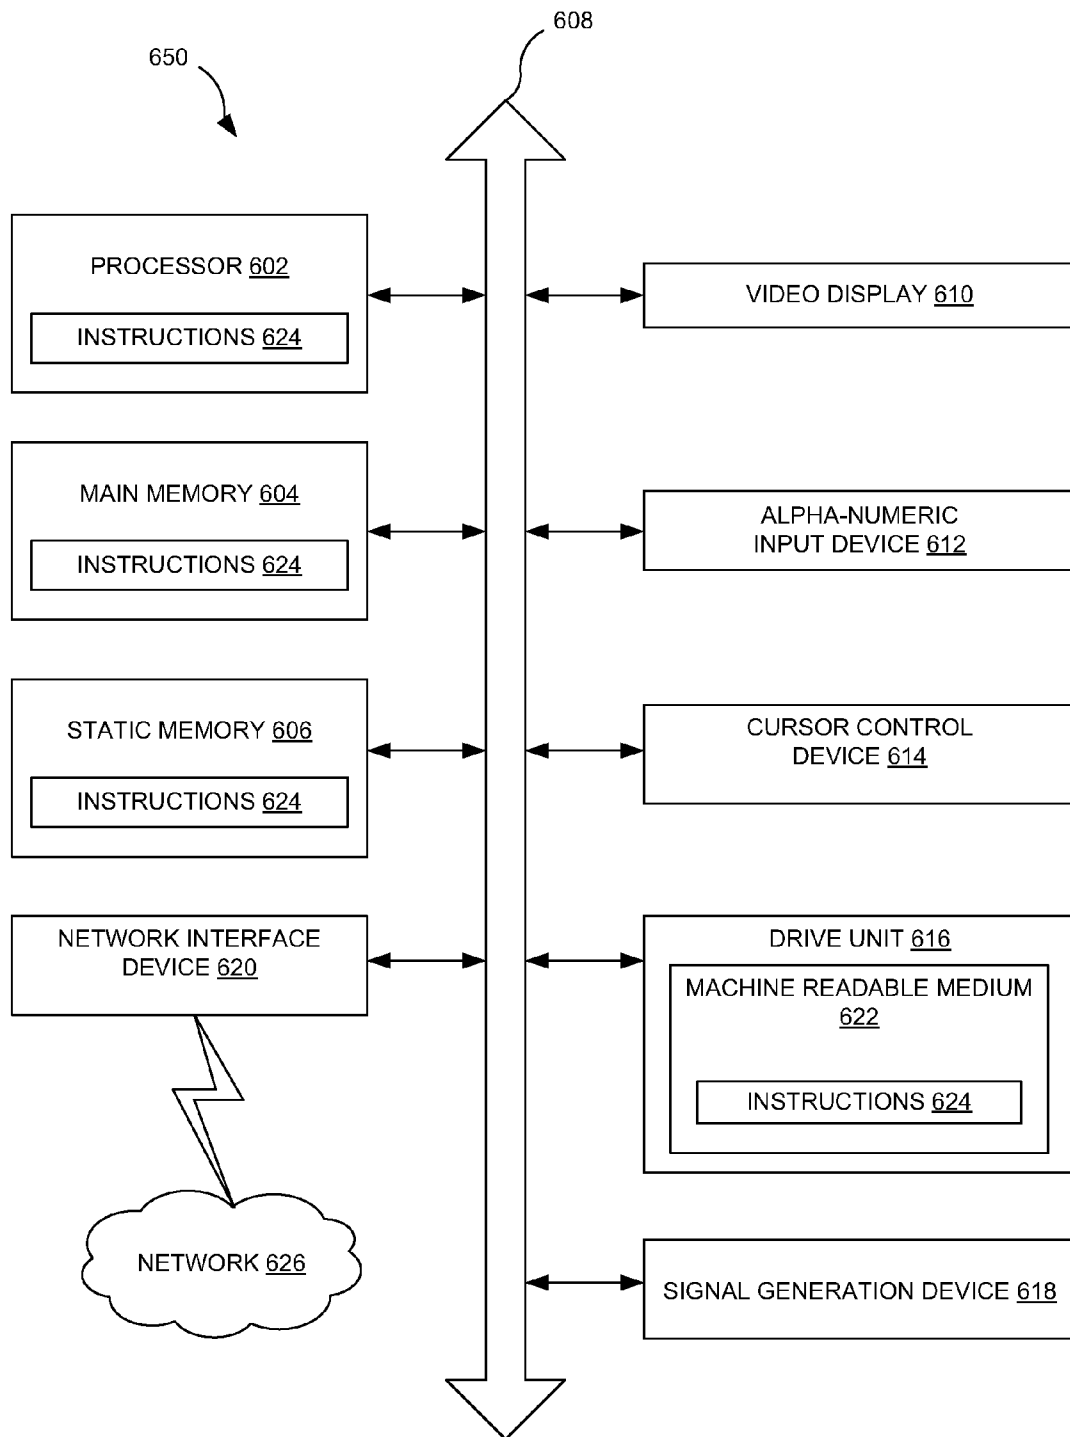 608
650
PROCESSOR 602
INSTRUCTIONS 624
VIDEO DISPLAY 610
MAIN MEMORY 604
INSTRUCTIONS 624
ALPHA-NUMERIC
INPUT DEVICE 612
STATIC MEMORY 606
INSTRUCTIONS 624
CURSOR CONTROL
DEVICE 614
NETWORK INTERFACE
DEVICE 620
DRIVE UNIT 616
MACHINE READABLE MEDIUM
622
INSTRUCTIONS 624
NETWORK 626
SIGNAL GENERATION DEVICE 618